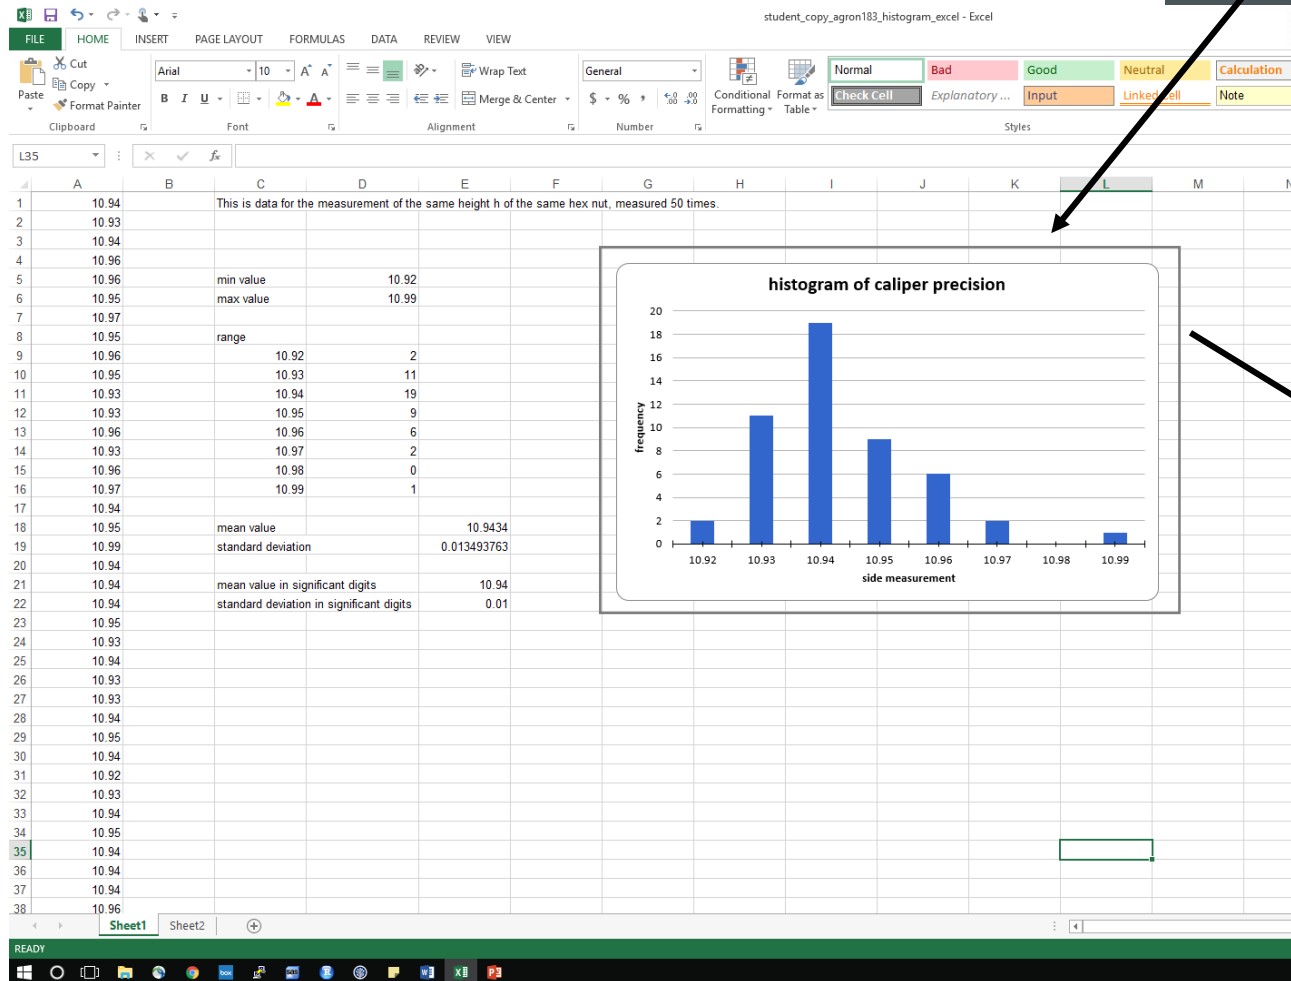 student_copy_agron183_histogram_excel - Excel
FILE HOME INSERT PAGE LAYOUT FORMULAS DATA REVIEW VIEW
Cut
Copy
Format Painter
Paste
Clipboard
Arial 10
B I U
Font
Wrap Text
Merge & Center
Alignment
General
$ % ,
Number
Conditional Formatting
Format as Table
Normal Bad Good Neutral Calculation
Check Cell Explanatory ... Input Linked Cell Note
Styles
L35
fx
A B C D E F G H I J K L M N
1 10.94 This is data for the measurement of the same height h of the same hex nut, measured 50 times.
2 10.93
3 10.94
4 10.96
5 10.96 min value 10.92
6 10.95 max value 10.99
7 10.97
8 10.95 range
9 10.96 10.92 2
10 10.95 10.93 11
11 10.93 10.94 19
12 10.93 10.95 9
13 10.96 10.96 6
14 10.93 10.97 2
15 10.96 10.98 0
16 10.97 10.99 1
17 10.94
18 10.95 mean value 10.9434
19 10.99 standard deviation 0.013493763
20 10.94
21 10.94 mean value in significant digits 10.94
22 10.94 standard deviation in significant digits 0.01
23 10.95
24 10.93
25 10.94
26 10.93
27 10.93
28 10.94
29 10.95
30 10.94
31 10.92
32 10.93
33 10.94
34 10.95
35 10.94
36 10.94
37 10.94
38 10.96
histogram of caliper precision
20
18
16
14
12
10
8
6
4
2
0
frequency
10.92 10.93 10.94 10.95 10.96 10.97 10.98 10.99
side measurement
Sheet1 Sheet2
READY